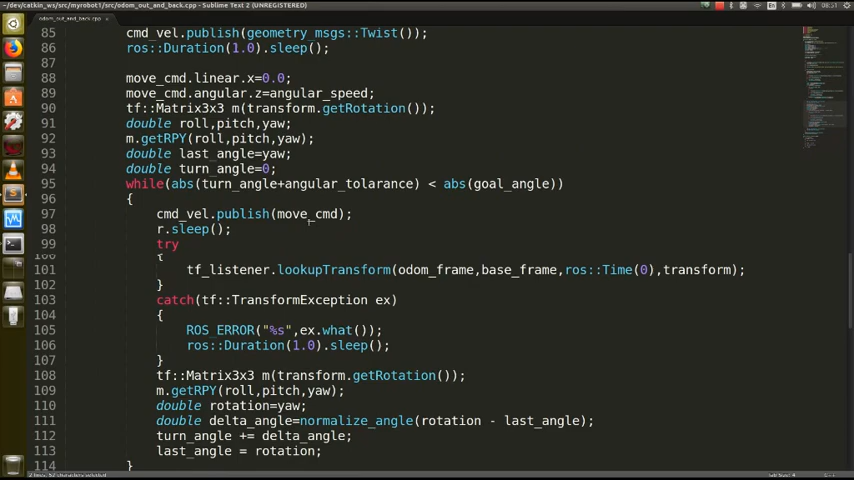 ~/dev/catkin_ws/src/myrobot1/src/odom_out_and_back.cpp - Sublime Text 2 (UNREGISTERED)
08:51
odom_out_and_back.cpp
85 cmd_vel.publish(geometry_msgs::Twist());
86 ros::Duration(1.0).sleep();
87
88 move_cmd.linear.x=0.0;
89 move_cmd.angular.z=angular_speed;
90 tf::Matrix3x3 m(transform.getRotation());
91 double roll,pitch,yaw;
92 m.getRPY(roll,pitch,yaw);
93 double last_angle=yaw;
94 double turn_angle=0;
95 while(abs(turn_angle+angular_tolarance) < abs(goal_angle))
96 {
97 cmd_vel.publish(move_cmd);
98 r.sleep();
99 try
100 {
101 tf_listener.lookupTransform(odom_frame,base_frame,ros::Time(0),transform);
102 }
103 catch(tf::TransformException ex)
104 {
105 ROS_ERROR("%s",ex.what());
106 ros::Duration(1.0).sleep();
107 }
108 tf::Matrix3x3 m(transform.getRotation());
109 m.getRPY(roll,pitch,yaw);
110 double rotation=yaw;
111 double delta_angle=normalize_angle(rotation - last_angle);
112 turn_angle += delta_angle;
113 last_angle = rotation;
114 }